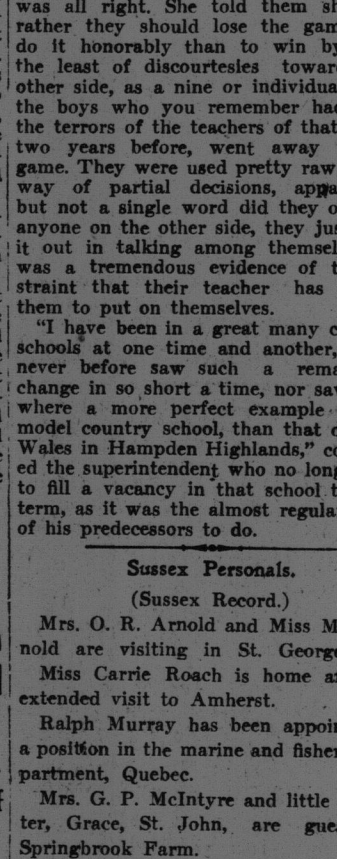 was all right. She told them sh
rather they should lose the gam
do it honorably than to win by
the least of discourtesies towar
other side, as a nine or individua
the boys who you remember had
the terrors of the teachers of that
two years before, went away
game. They were used pretty raw
way of partial decisions, appa
but not a single word did they
anyone on the other side, they jus
it out in talking among themsel
was a tremendous evidence of t
straint that their teacher has
them to put on themselves.
"I have been in a great many c
schools at one time and another,
never before saw such a rema
change in so short a time, nor sav
where a more perfect example
model country school, than that o
Wales in Hampden Highlands," co
ed the superintendent who no long
to fill a vacancy in that school t
term, as it was the almost regula
of his predecessors to do.
Sussex Personals.
(Sussex Record.)
Mrs. O. R. Arnold and Miss M
nold are visiting in St. George
Miss Carrie Roach is home a
extended visit to Amherst.
Ralph Murray has been appoin
a position in the marine and fisher
partment, Quebec.
Mrs. G. P. McIntyre and little
ter, Grace, St. John, are gue
Springbrook Farm.